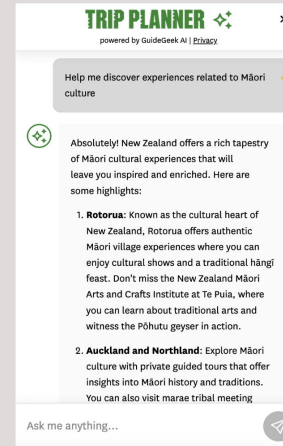 TRIP PLANNER
powered by GuideGeek AI | Privacy
Help me discover experiences related to Māori
culture
Absolutely! New Zealand offers a rich tapestry
of Māori cultural experiences that will
leave you inspired and enriched. Here are
some highlights:
1. Rotorua: Known as the cultural heart of
New Zealand, Rotorua offers authentic
Māori village experiences where you can
enjoy cultural shows and a traditional hāngī
feast. Don't miss the New Zealand Māori
Arts and Crafts Institute at Te Puia, where
you can learn about traditional arts and
witness the Pōhutu geyser in action.
2. Auckland and Northland: Explore Māori
culture with private guided tours that offer
insights into Māori history and traditions.
You can also visit marae tribal meeting
Ask me anything...